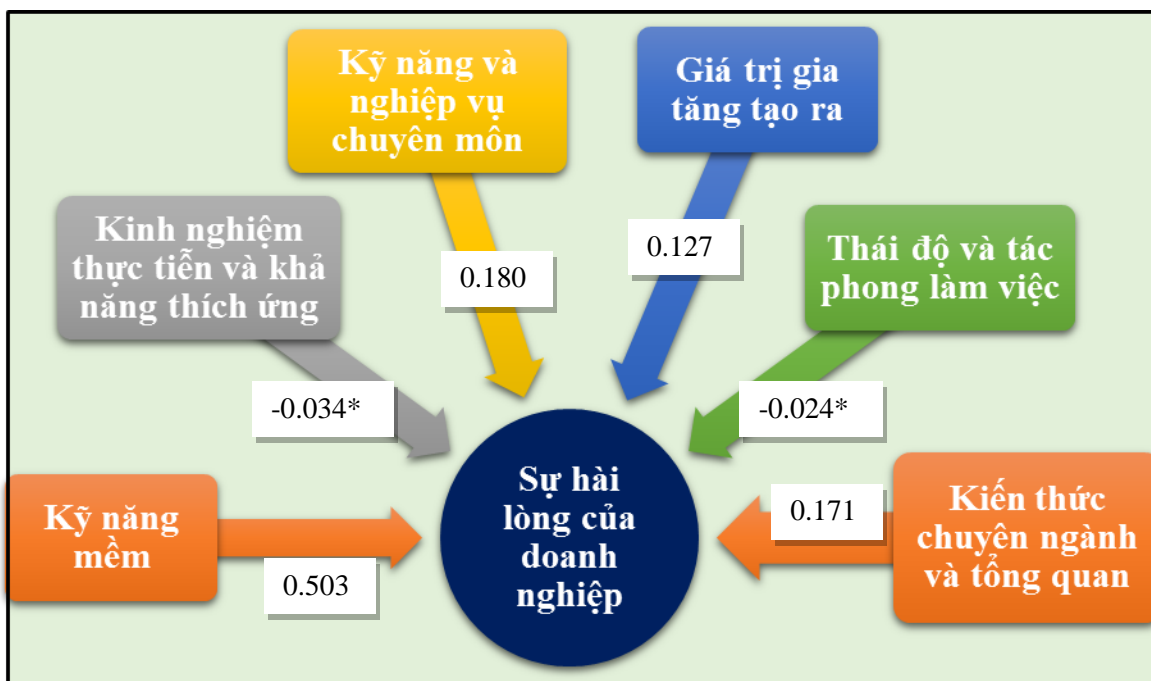 Kỹ năng và
nghiệp vụ
chuyên môn
Giá trị gia
tăng tạo ra
Kinh nghiệm
thực tiễn và khả
năng thích ứng
0.180
0.127
Thái độ và tác
phong làm việc
-0.034*
-0.024*
Kỹ năng
mềm
0.503
Sự hài
lòng của
doanh
nghiệp
0.171
Kiến thức
chuyên ngành
và tổng quan